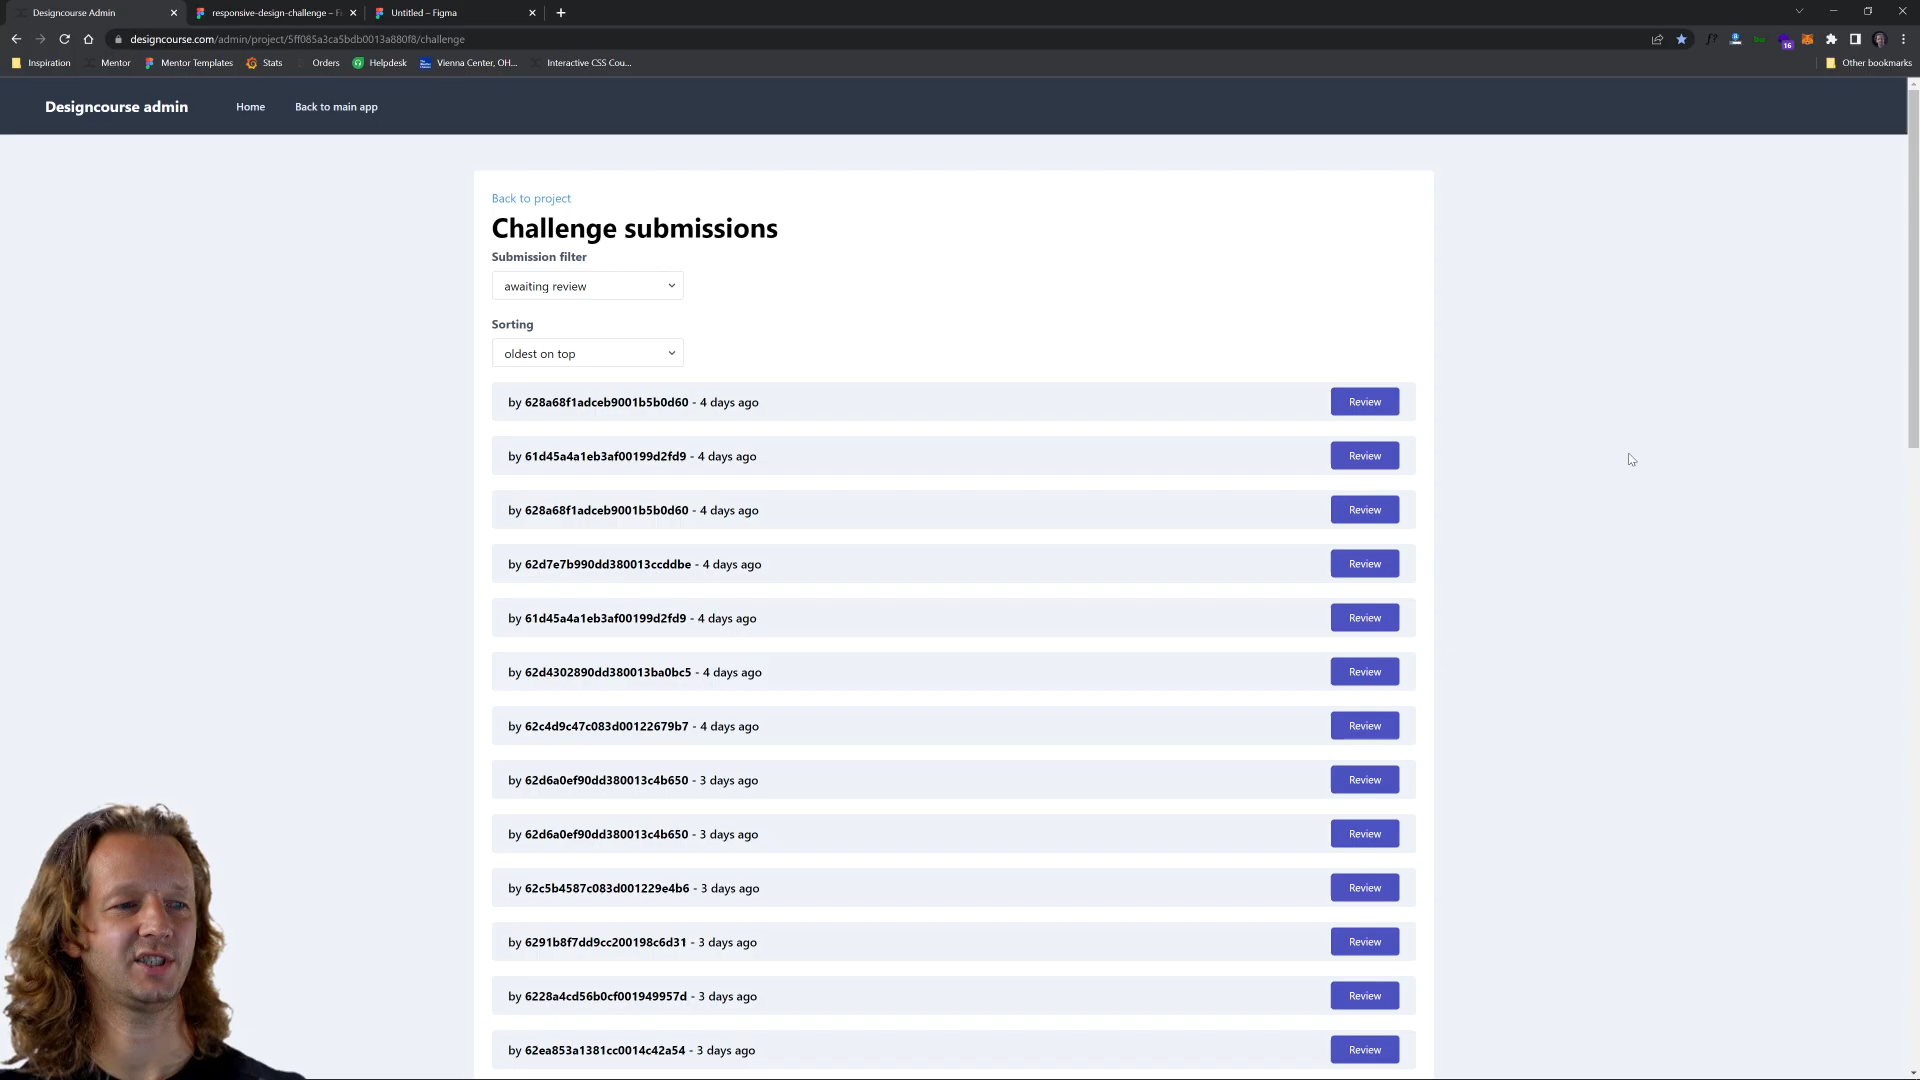 Designcourse Admin
responsive-design-challenge – F
Untitled – Figma
designcourse.com/admin/project/5ff085a3ca5bdb0013a880f8/challenge
16
Inspiration
Mentor
Mentor Templates
Stats
Orders
Helpdesk
Vienna Center, OH...
Interactive CSS Cou...
Other bookmarks
Designcourse admin
Home
Back to main app
Back to project
Challenge submissions
Submission filter
awaiting review
Sorting
oldest on top
by 628a68f1adceb9001b5b0d60 - 4 days ago Review
by 61d45a4a1eb3af00199d2fd9 - 4 days ago Review
by 628a68f1adceb9001b5b0d60 - 4 days ago Review
by 62d7e7b990dd380013ccddbe - 4 days ago Review
by 61d45a4a1eb3af00199d2fd9 - 4 days ago Review
by 62d4302890dd380013ba0bc5 - 4 days ago Review
by 62c4d9c47c083d00122679b7 - 4 days ago Review
by 62d6a0ef90dd380013c4b650 - 3 days ago Review
by 62d6a0ef90dd380013c4b650 - 3 days ago Review
by 62c5b4587c083d001229e4b6 - 3 days ago Review
by 6291b8f7dd9cc200198c6d31 - 3 days ago Review
by 6228a4cd56b0cf001949957d - 3 days ago Review
by 62ea853a1381cc0014c42a54 - 3 days ago Review